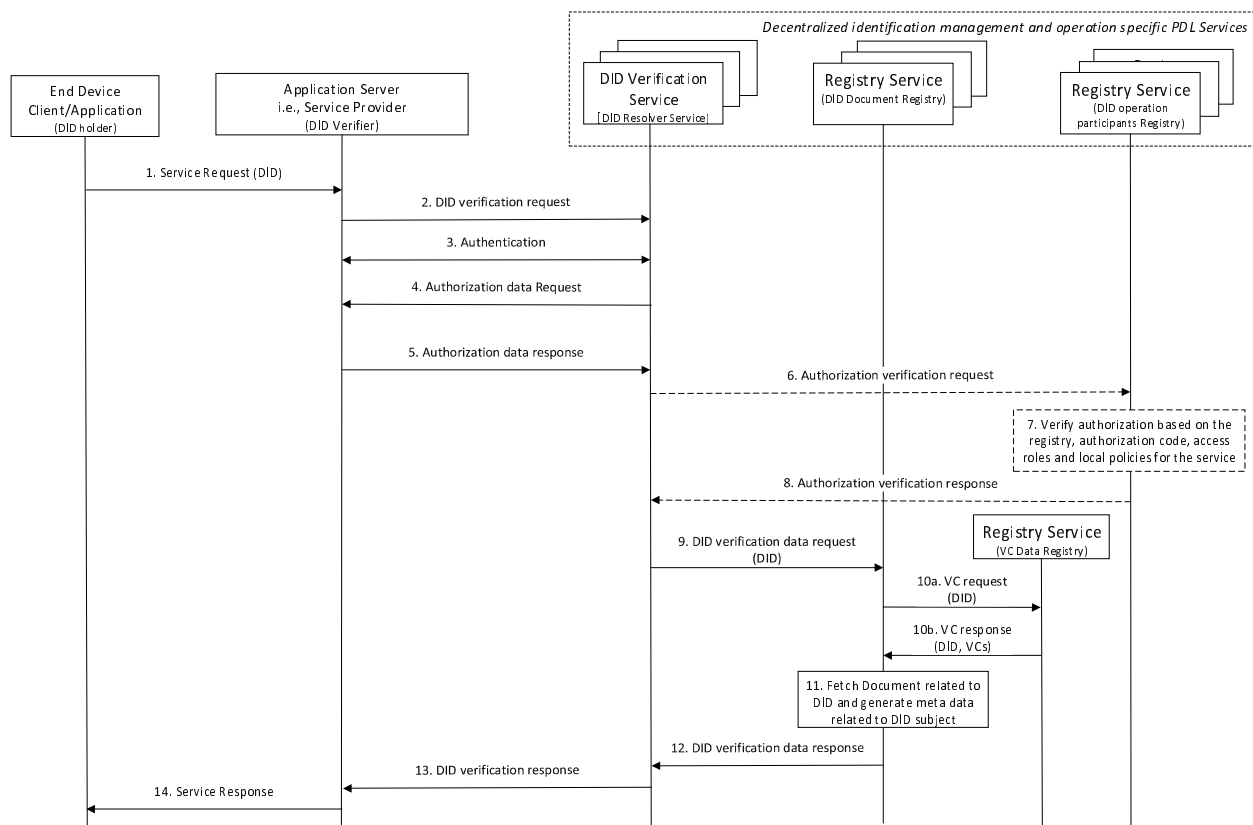 Decentralized identification management and operation specific PDL Services
End Device
Client/Application
(DID holder)
Application Server
i.e., Service Provider
(DID Verifier)
DID Verification
Service
[DID Resolver Service]
Registry Service
(DID Document Registry)
Registry Service
(DID operation
participants Registry)
1. Service Request (DID)
2. DID verification request
3. Authentication
4. Authorization data Request
5. Authorization data response
6. Authorization verification request
7. Verify authorization based on the
registry, authorization code, access
roles and local policies for the service
8. Authorization verification response
Registry Service
(VC Data Registry)
9. DID verification data request
(DID)
10a. VC request
(DID)
10b. VC response
(DID, VCs)
11. Fetch Document related to
DID and generate meta data
related to DID subject
12. DID verification data response
13. DID verification response
14. Service Response